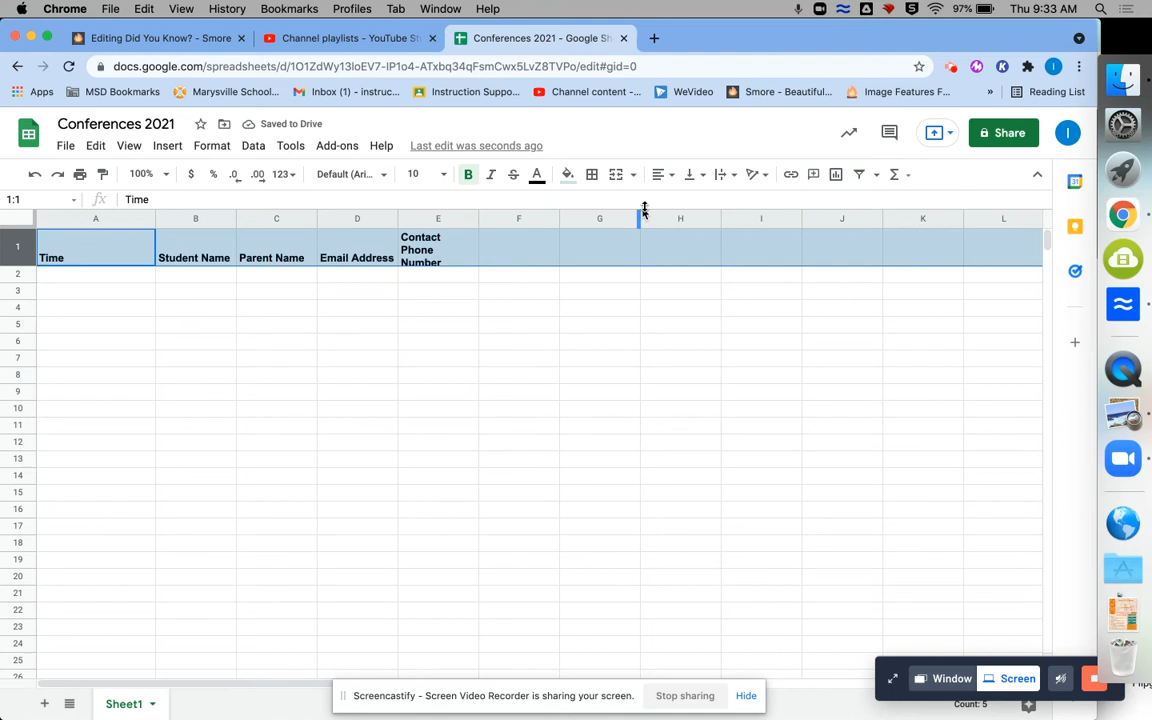 Chrome File Edit View History Bookmarks Profiles Tab Window Help 97% Thu 9:33 AM
Editing Did You Know? - Smore Channel playlists - YouTube St Conferences 2021 - Google Sh
docs.google.com/spreadsheets/d/1O1ZdWy13loEV7-lP1o4-ATxbq34qFsmCwx5LvZ8TVPo/edit#gid=0
Apps MSD Bookmarks Marysville School... Inbox (1) - instruc... Instruction Suppo... Channel content -... WeVideo Smore - Beautiful... Image Features F... » Reading List
Conferences 2021 Saved to Drive
Share
File Edit View Insert Format Data Tools Add-ons Help Last edit was seconds ago
100% $ % .0 .00 123 Default (Ari... 10 B I S A
1:1 fx Time
A B C D E F G H I J K L
1 Time Student Name Parent Name Email Address Contact Phone Number
2
3
4
5
6
7
8
9
10
11
12
13
14
15
16
17
18
19
20
21
22
23
24
25
26
Window Screen
Screencastify - Screen Video Recorder is sharing your screen. Stop sharing Hide
Sheet1 Count: 5